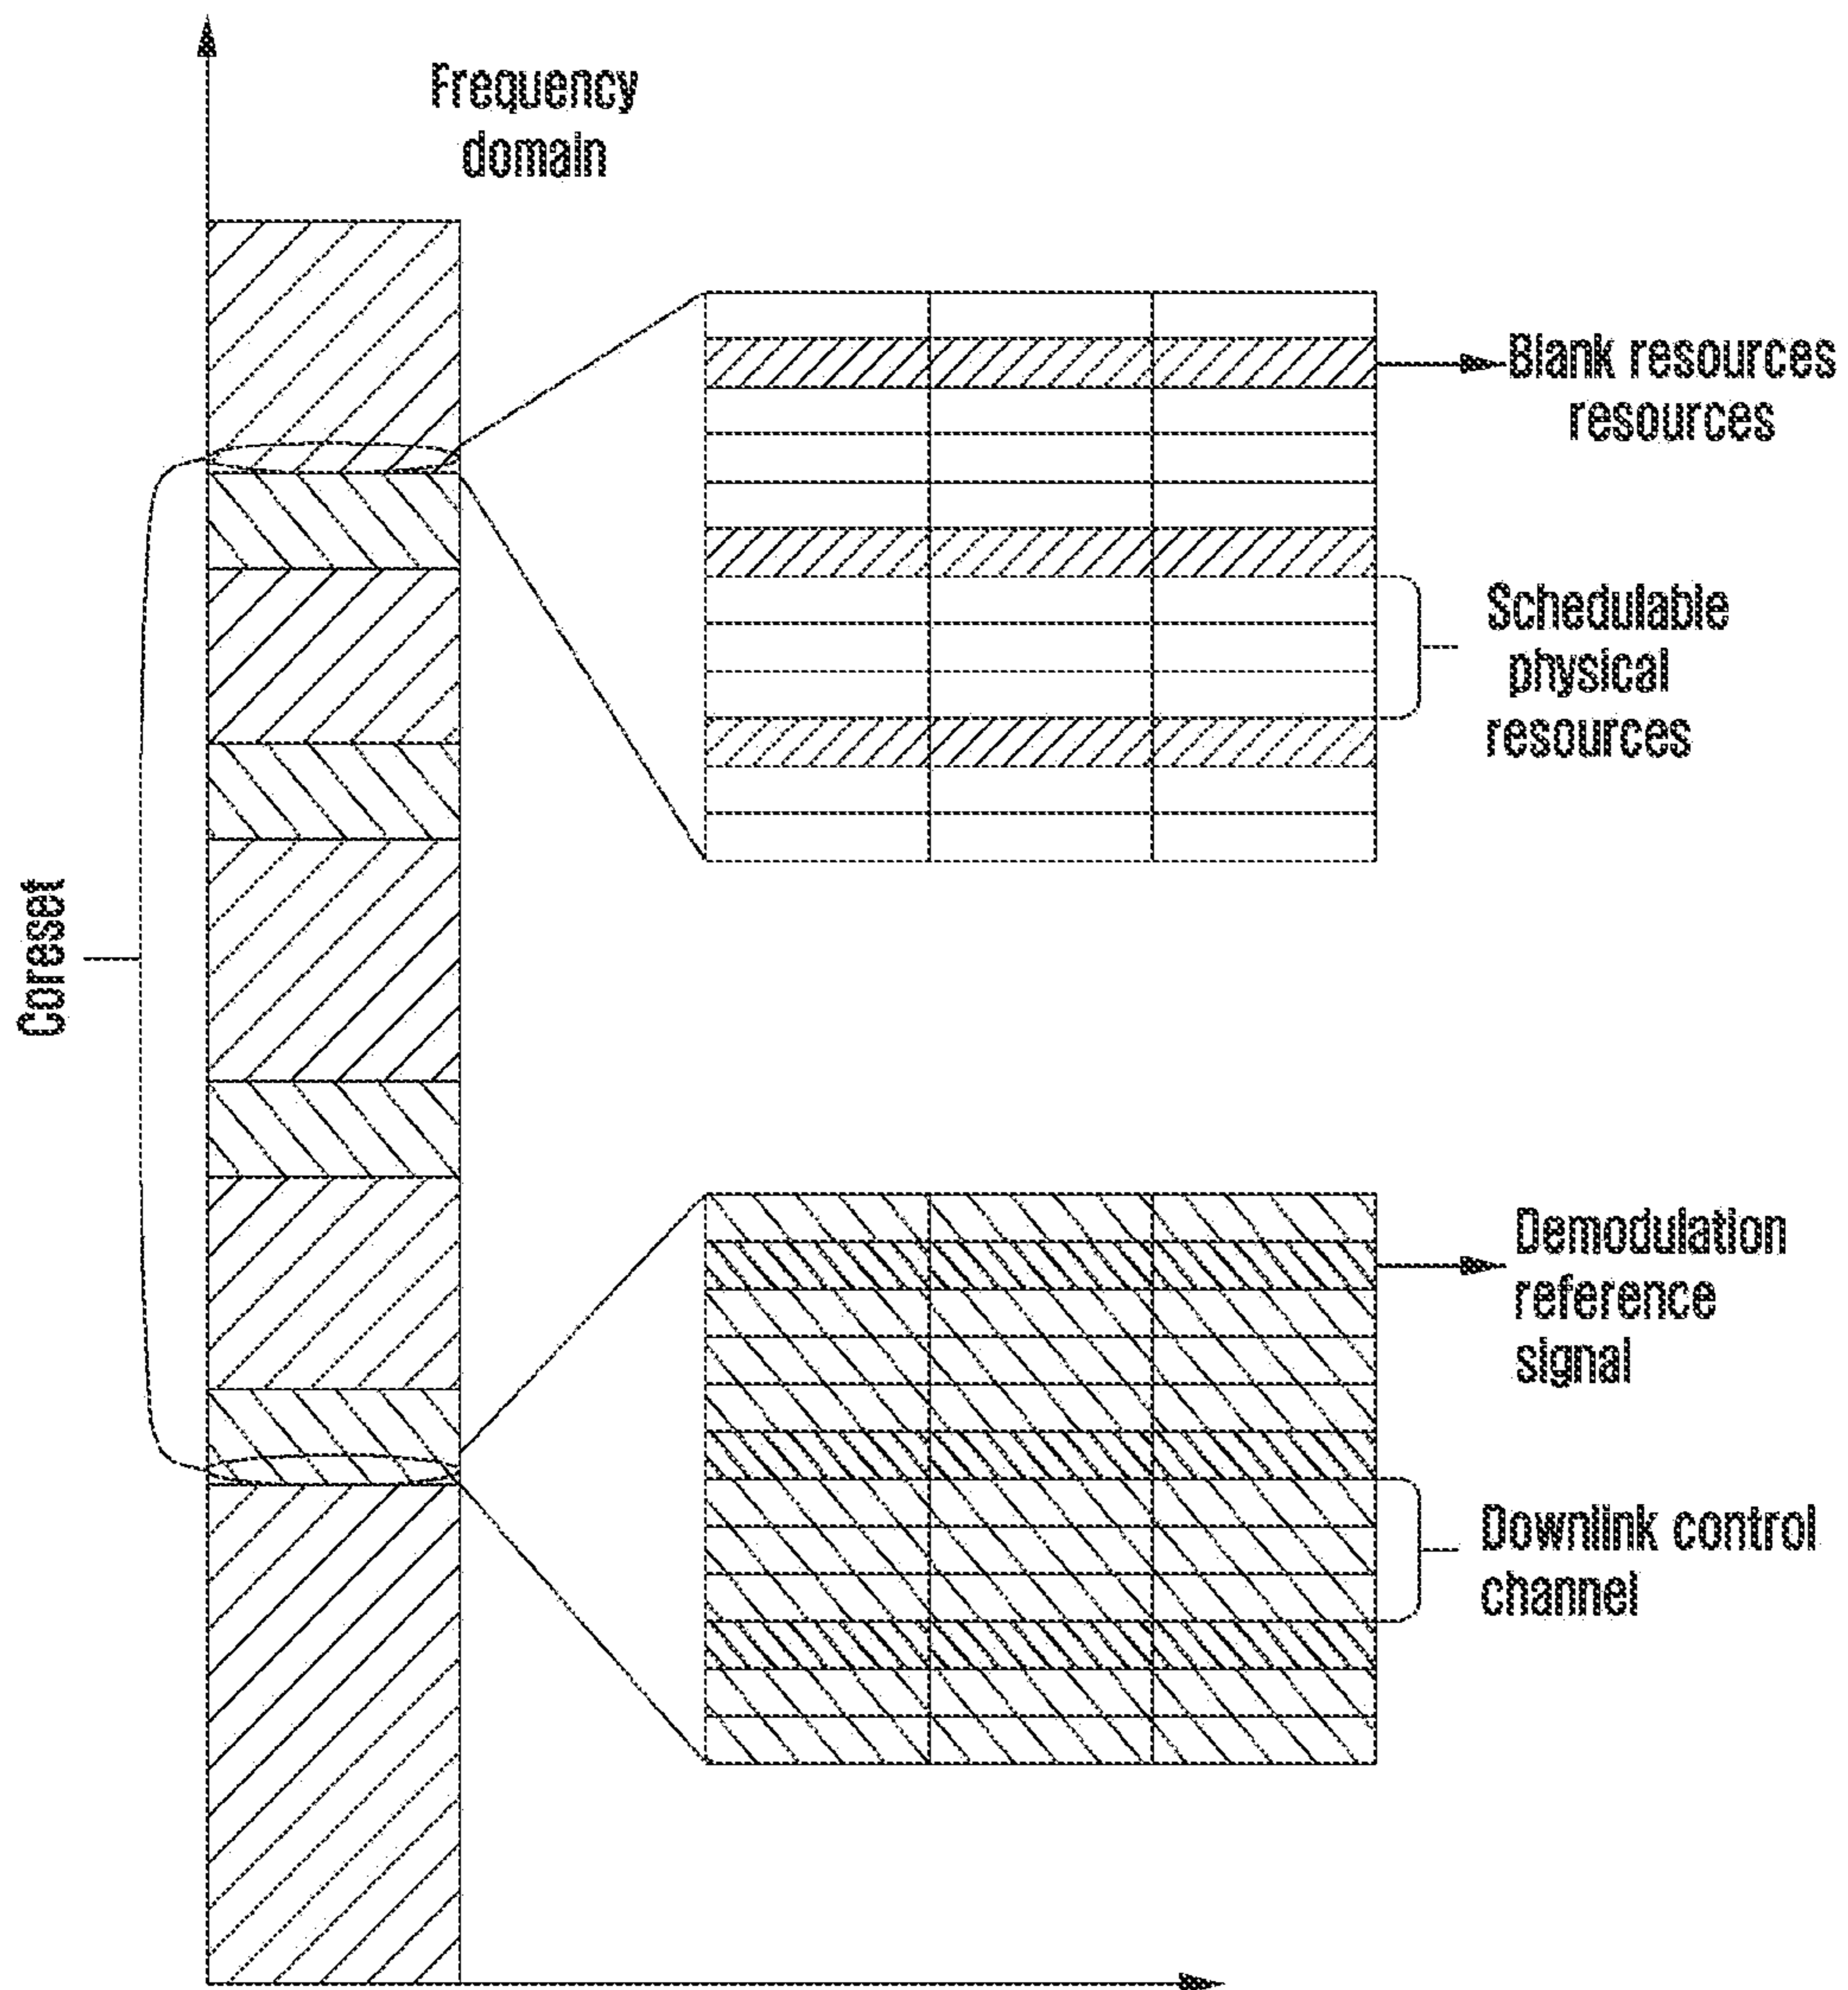 Frequency
domain
Blank resources
resources
Schedulable
physical
resources
Coreset
Demodulation
reference
signal
Downlink control
channel